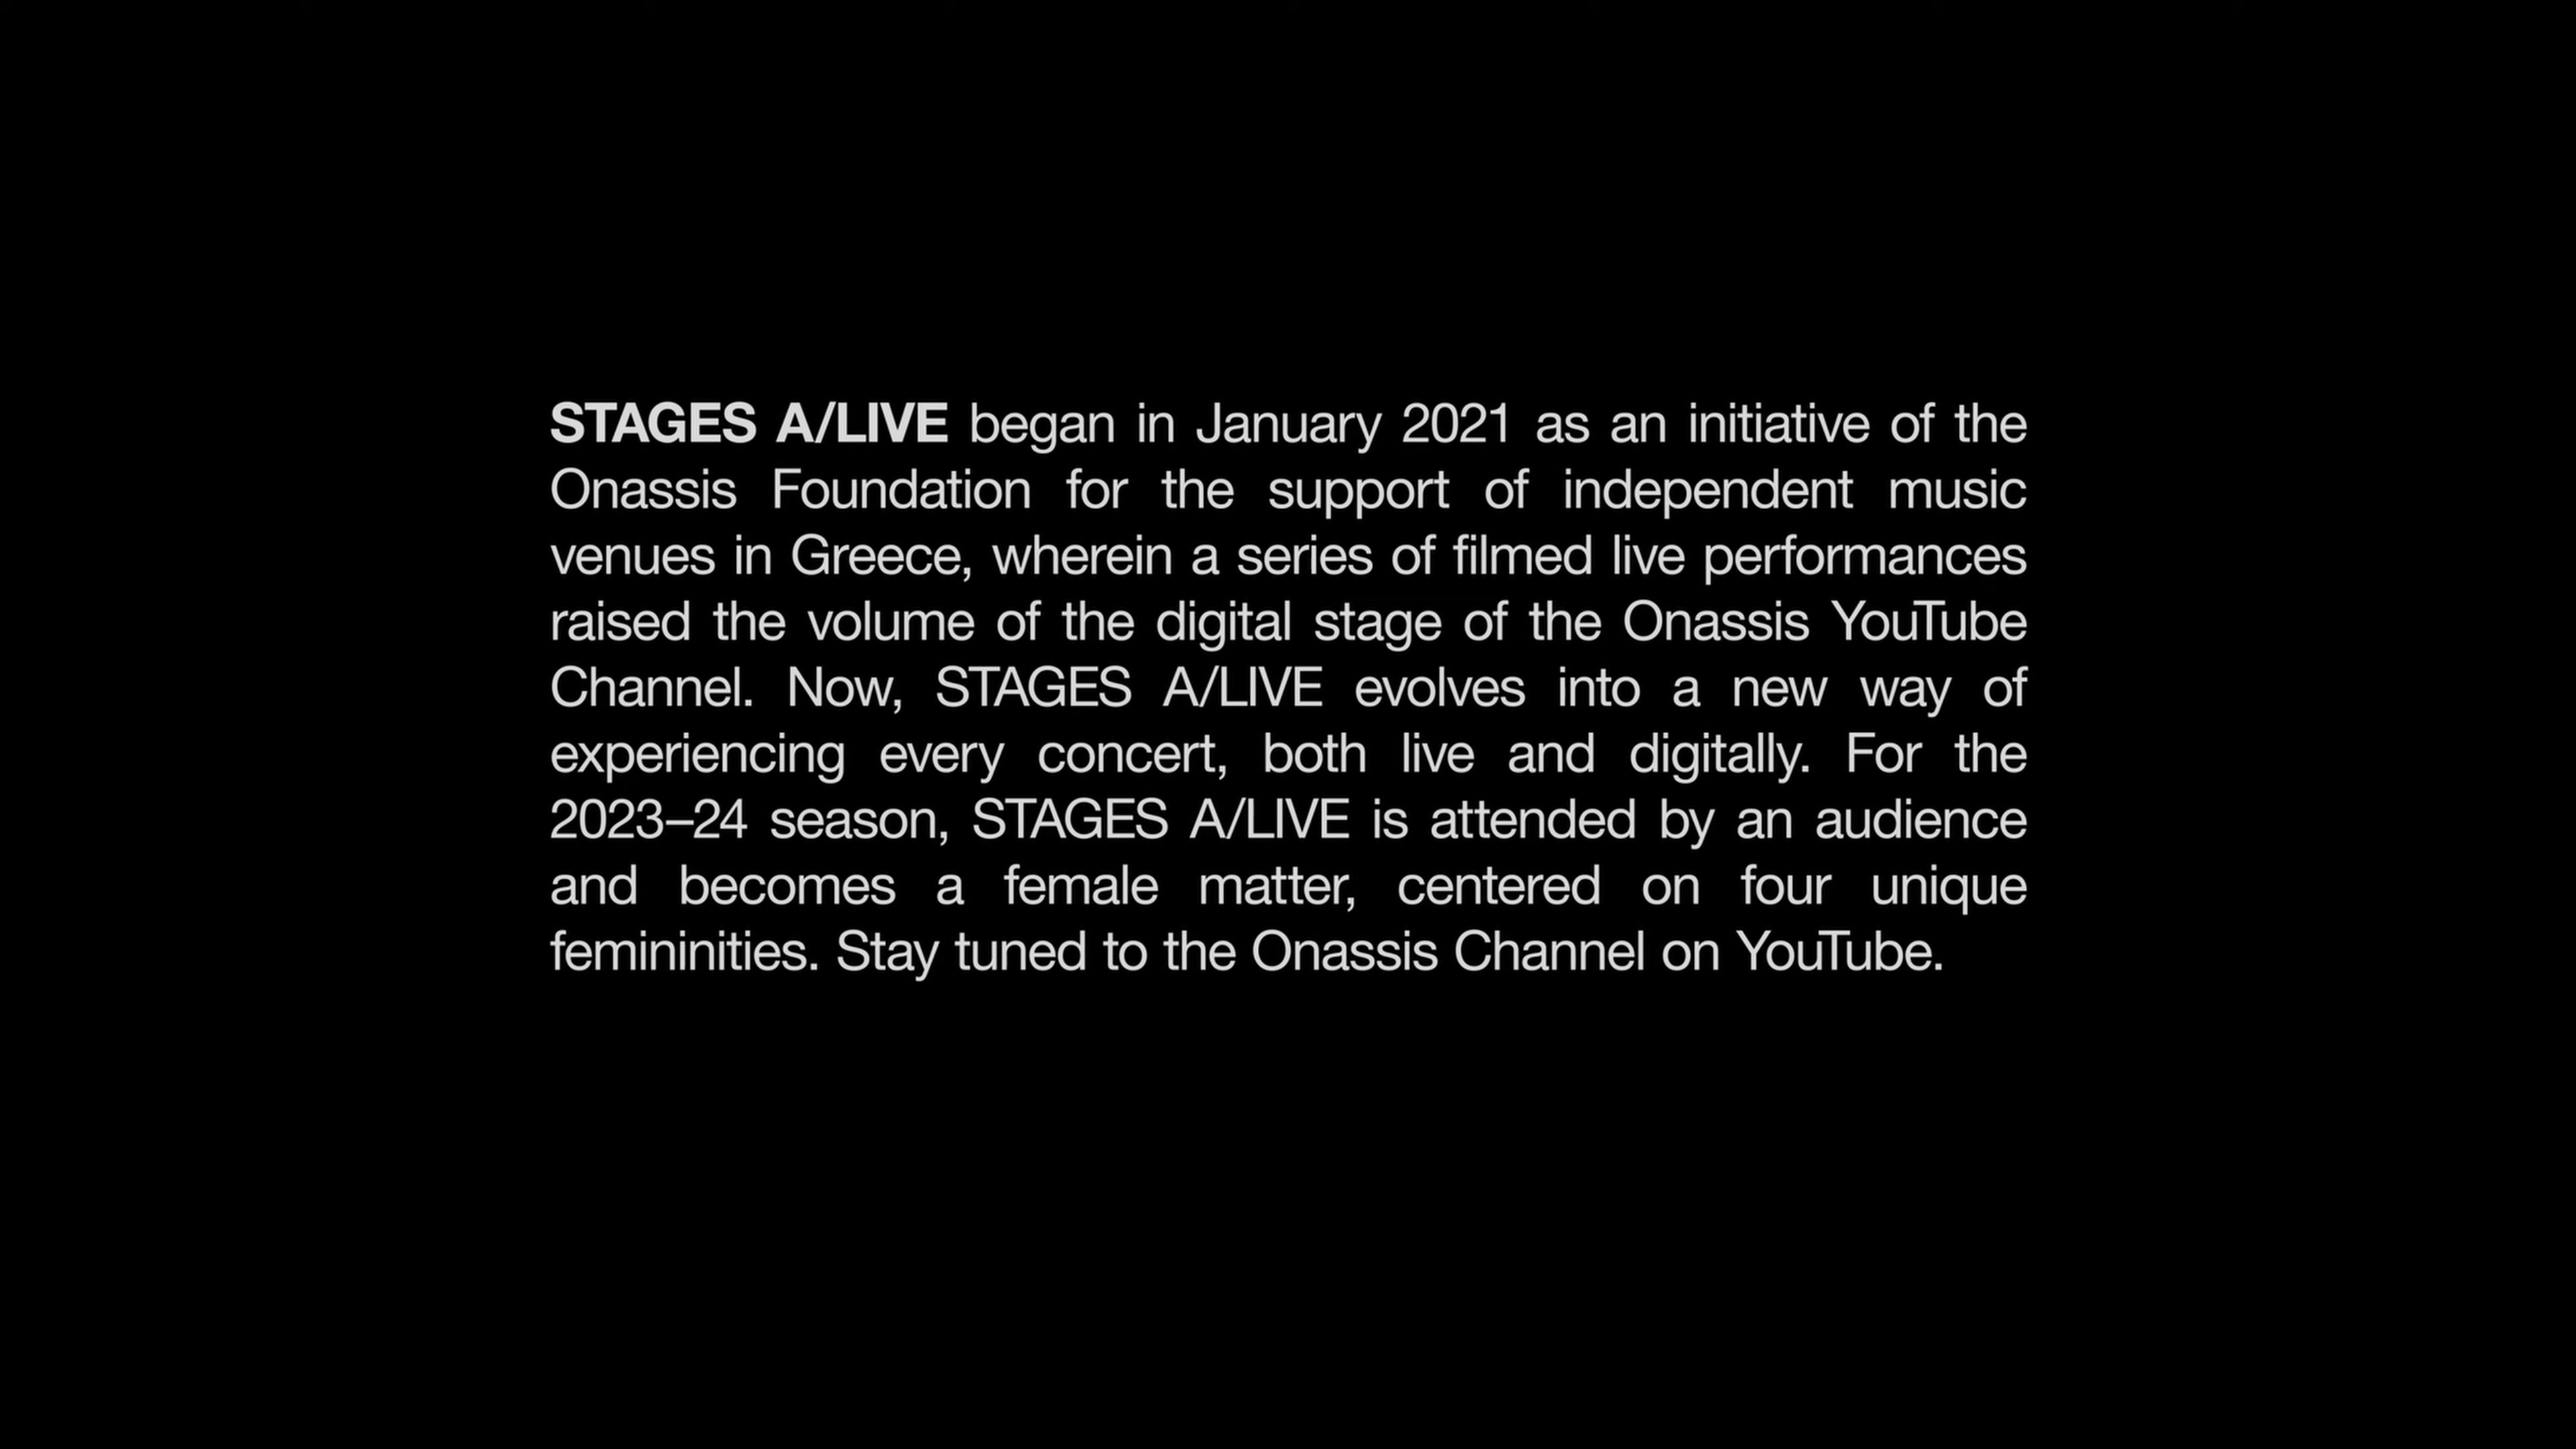 STAGES A/LIVE began in January 2021 as an initiative of the
Onassis Foundation for the support of independent music
venues in Greece, wherein a series of filmed live performances
raised the volume of the digital stage of the Onassis YouTube
Channel. Now, STAGES A/LIVE evolves into a new way of
experiencing every concert, both live and digitally. For the
2023–24 season, STAGES A/LIVE is attended by an audience
and becomes a female matter, centered on four unique
femininities. Stay tuned to the Onassis Channel on YouTube.